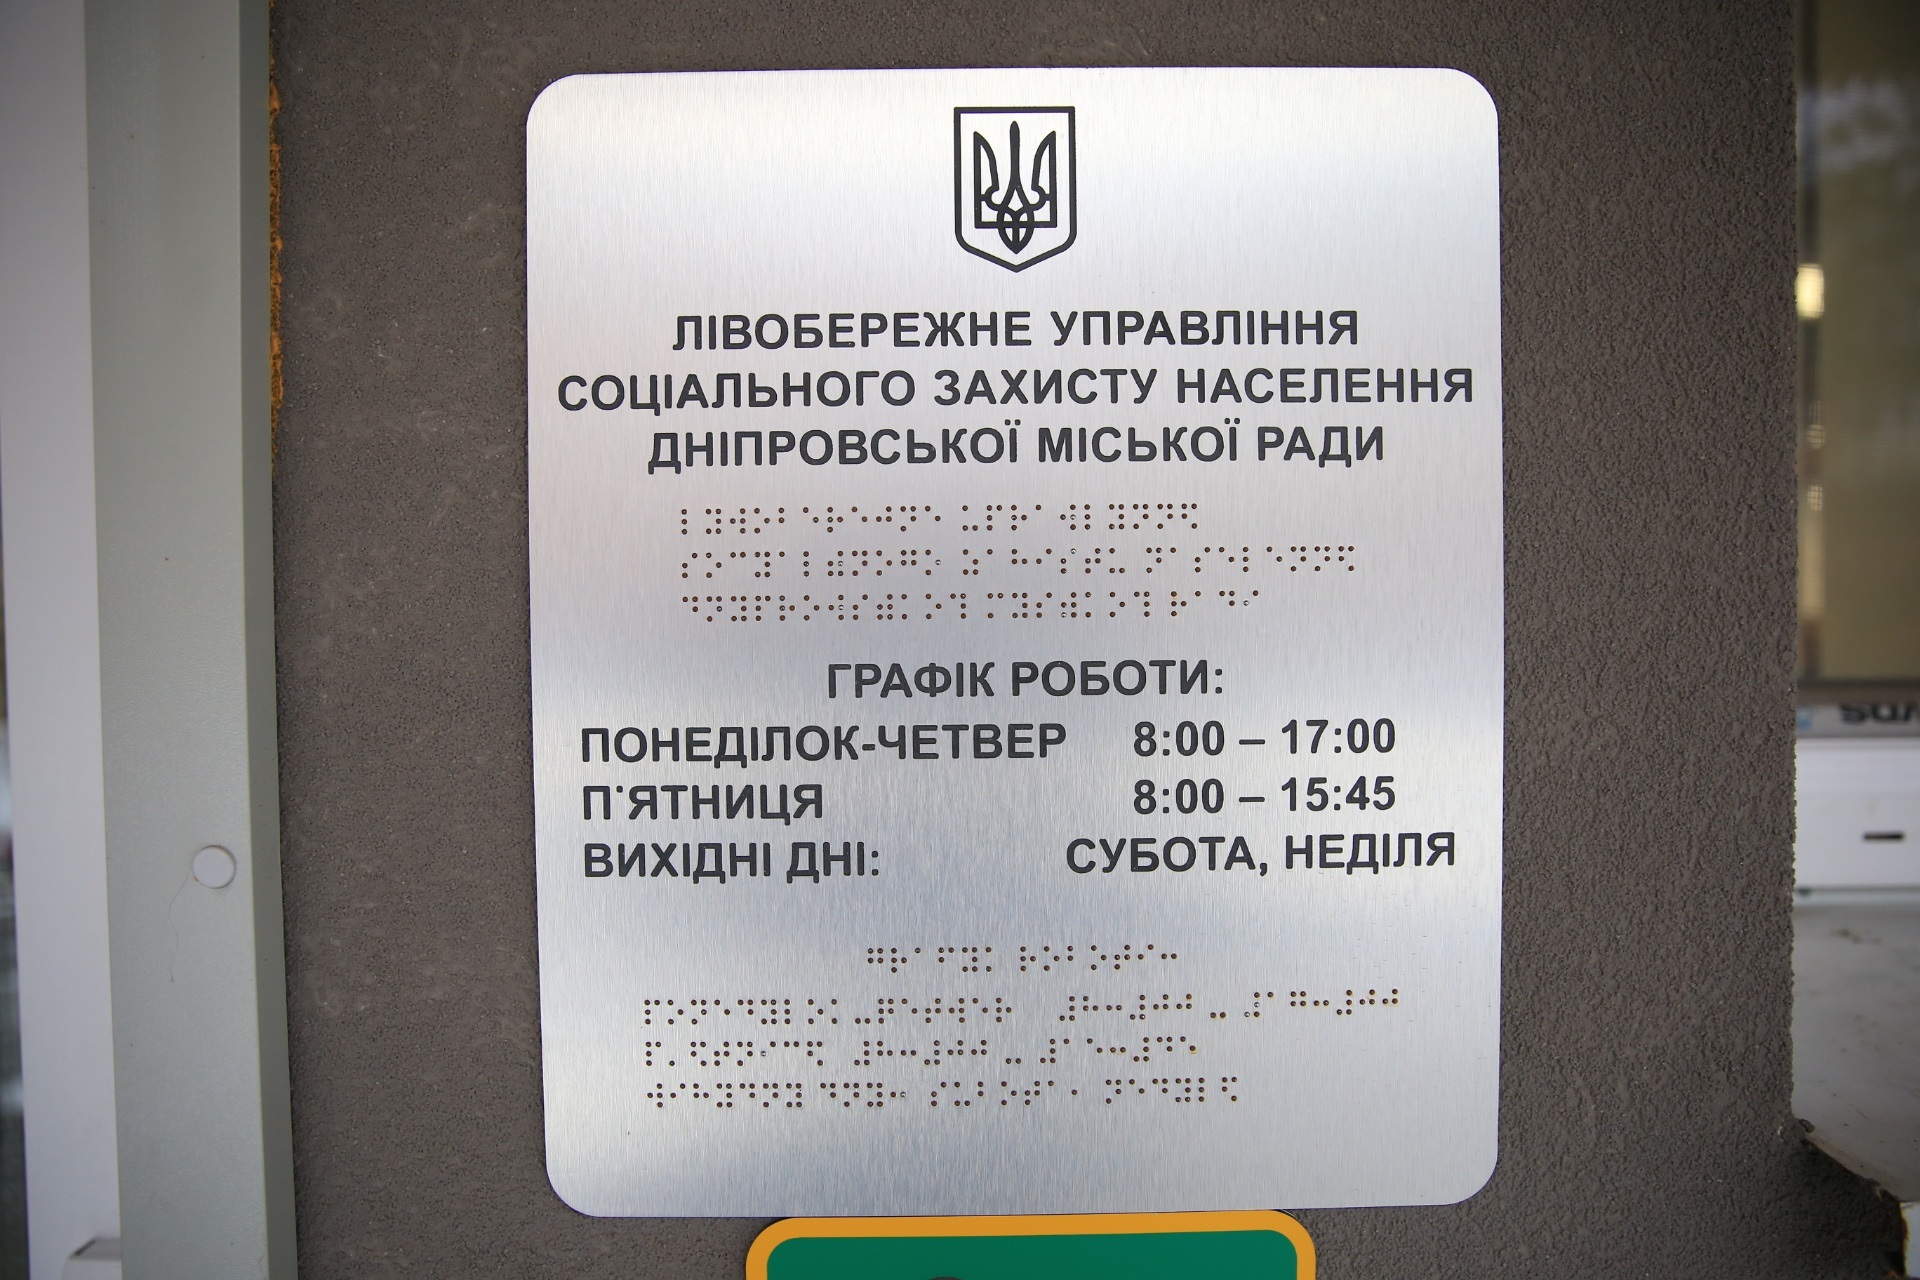 ЛІВОБЕРЕЖНЕ УПРАВЛІННЯ
СОЦІАЛЬНОГО ЗАХИСТУ НАСЕЛЕННЯ
ДНІПРОВСЬКОЇ МІСЬКОЇ РАДИ
ГРАФІК РОБОТИ:
ПОНЕДІЛОК-ЧЕТВЕР 8:00 – 17:00
П'ЯТНИЦЯ 8:00 – 15:45
ВИХІДНІ ДНІ: СУБОТА, НЕДІЛЯ